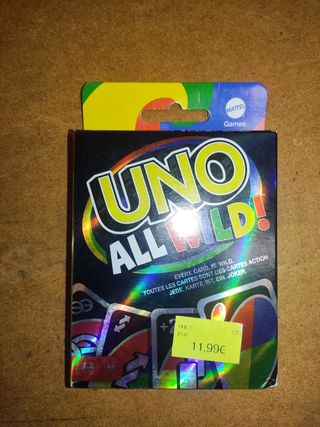 MATTEL
Games
UNO
ALL WILD!
EVERY. CARD. IS. WILD.
TOUTES LES CARTES SONT DES CARTES ACTION
JEDE. KARTE. IST. EIN. JOKER.
11,99€